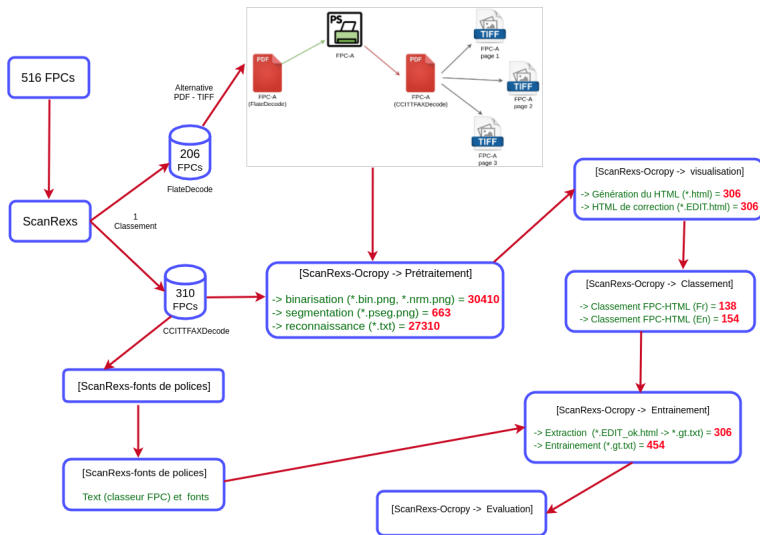 516 FPCs
ScanRexs
1
Classement
Alternative
PDF - TIFF
206
FPCs
FlateDecode
310
FPCs
CCITTFAXDecode
PDF
FPC-A
(FlateDecode)
PS
FPC-A
PDF
FPC-A
(CCITTFAXDecode)
TIFF
FPC-A
page 1
TIFF
FPC-A
page 2
TIFF
FPC-A
page 3
[ScanRexs-Ocropy -> Prétraitement]
-> binarisation (*.bin.png, *.nrm.png) = 30410
-> segmentation (*.pseg.png) = 663
-> reconnaissance (*.txt) = 27310
[ScanRexs-Ocropy -> visualisation]
-> Génération du HTML (*.html) = 306
-> HTML de correction (*.EDIT.html) = 306
[ScanRexs-Ocropy -> Classement]
-> Classement FPC-HTML (Fr) = 138
-> Classement FPC-HTML (En) = 154
[ScanRexs-fonts de polices]
[ScanRexs-fonts de polices]
Text (classeur FPC) et fonts
[ScanRexs-Ocropy -> Entrainement]
-> Extraction (*.EDIT_ok.html -> *.gt.txt) = 306
-> Entrainement (*.gt.txt) = 454
[ScanRexs-Ocropy -> Evaluation]